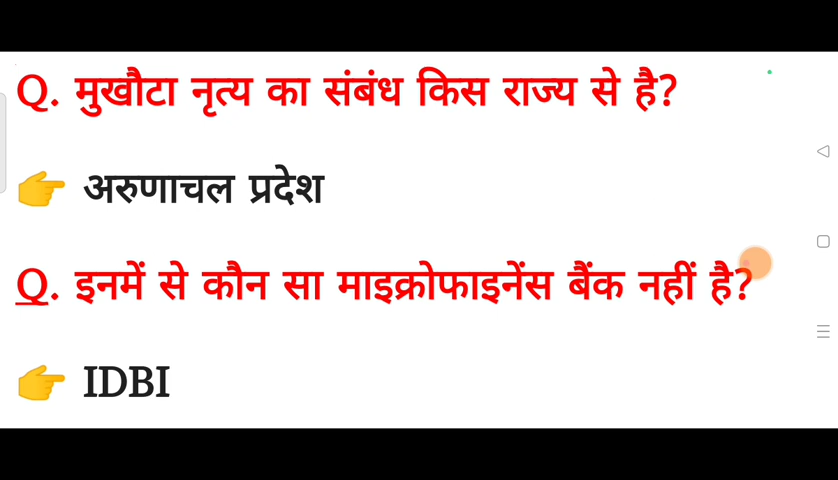 Q. मुखौटा नृत्य का संबंध किस राज्य से है?
👉 अरुणाचल प्रदेश
Q. इनमें से कौन सा माइक्रोफाइनेंस बैंक नहीं है?
👉 IDBI